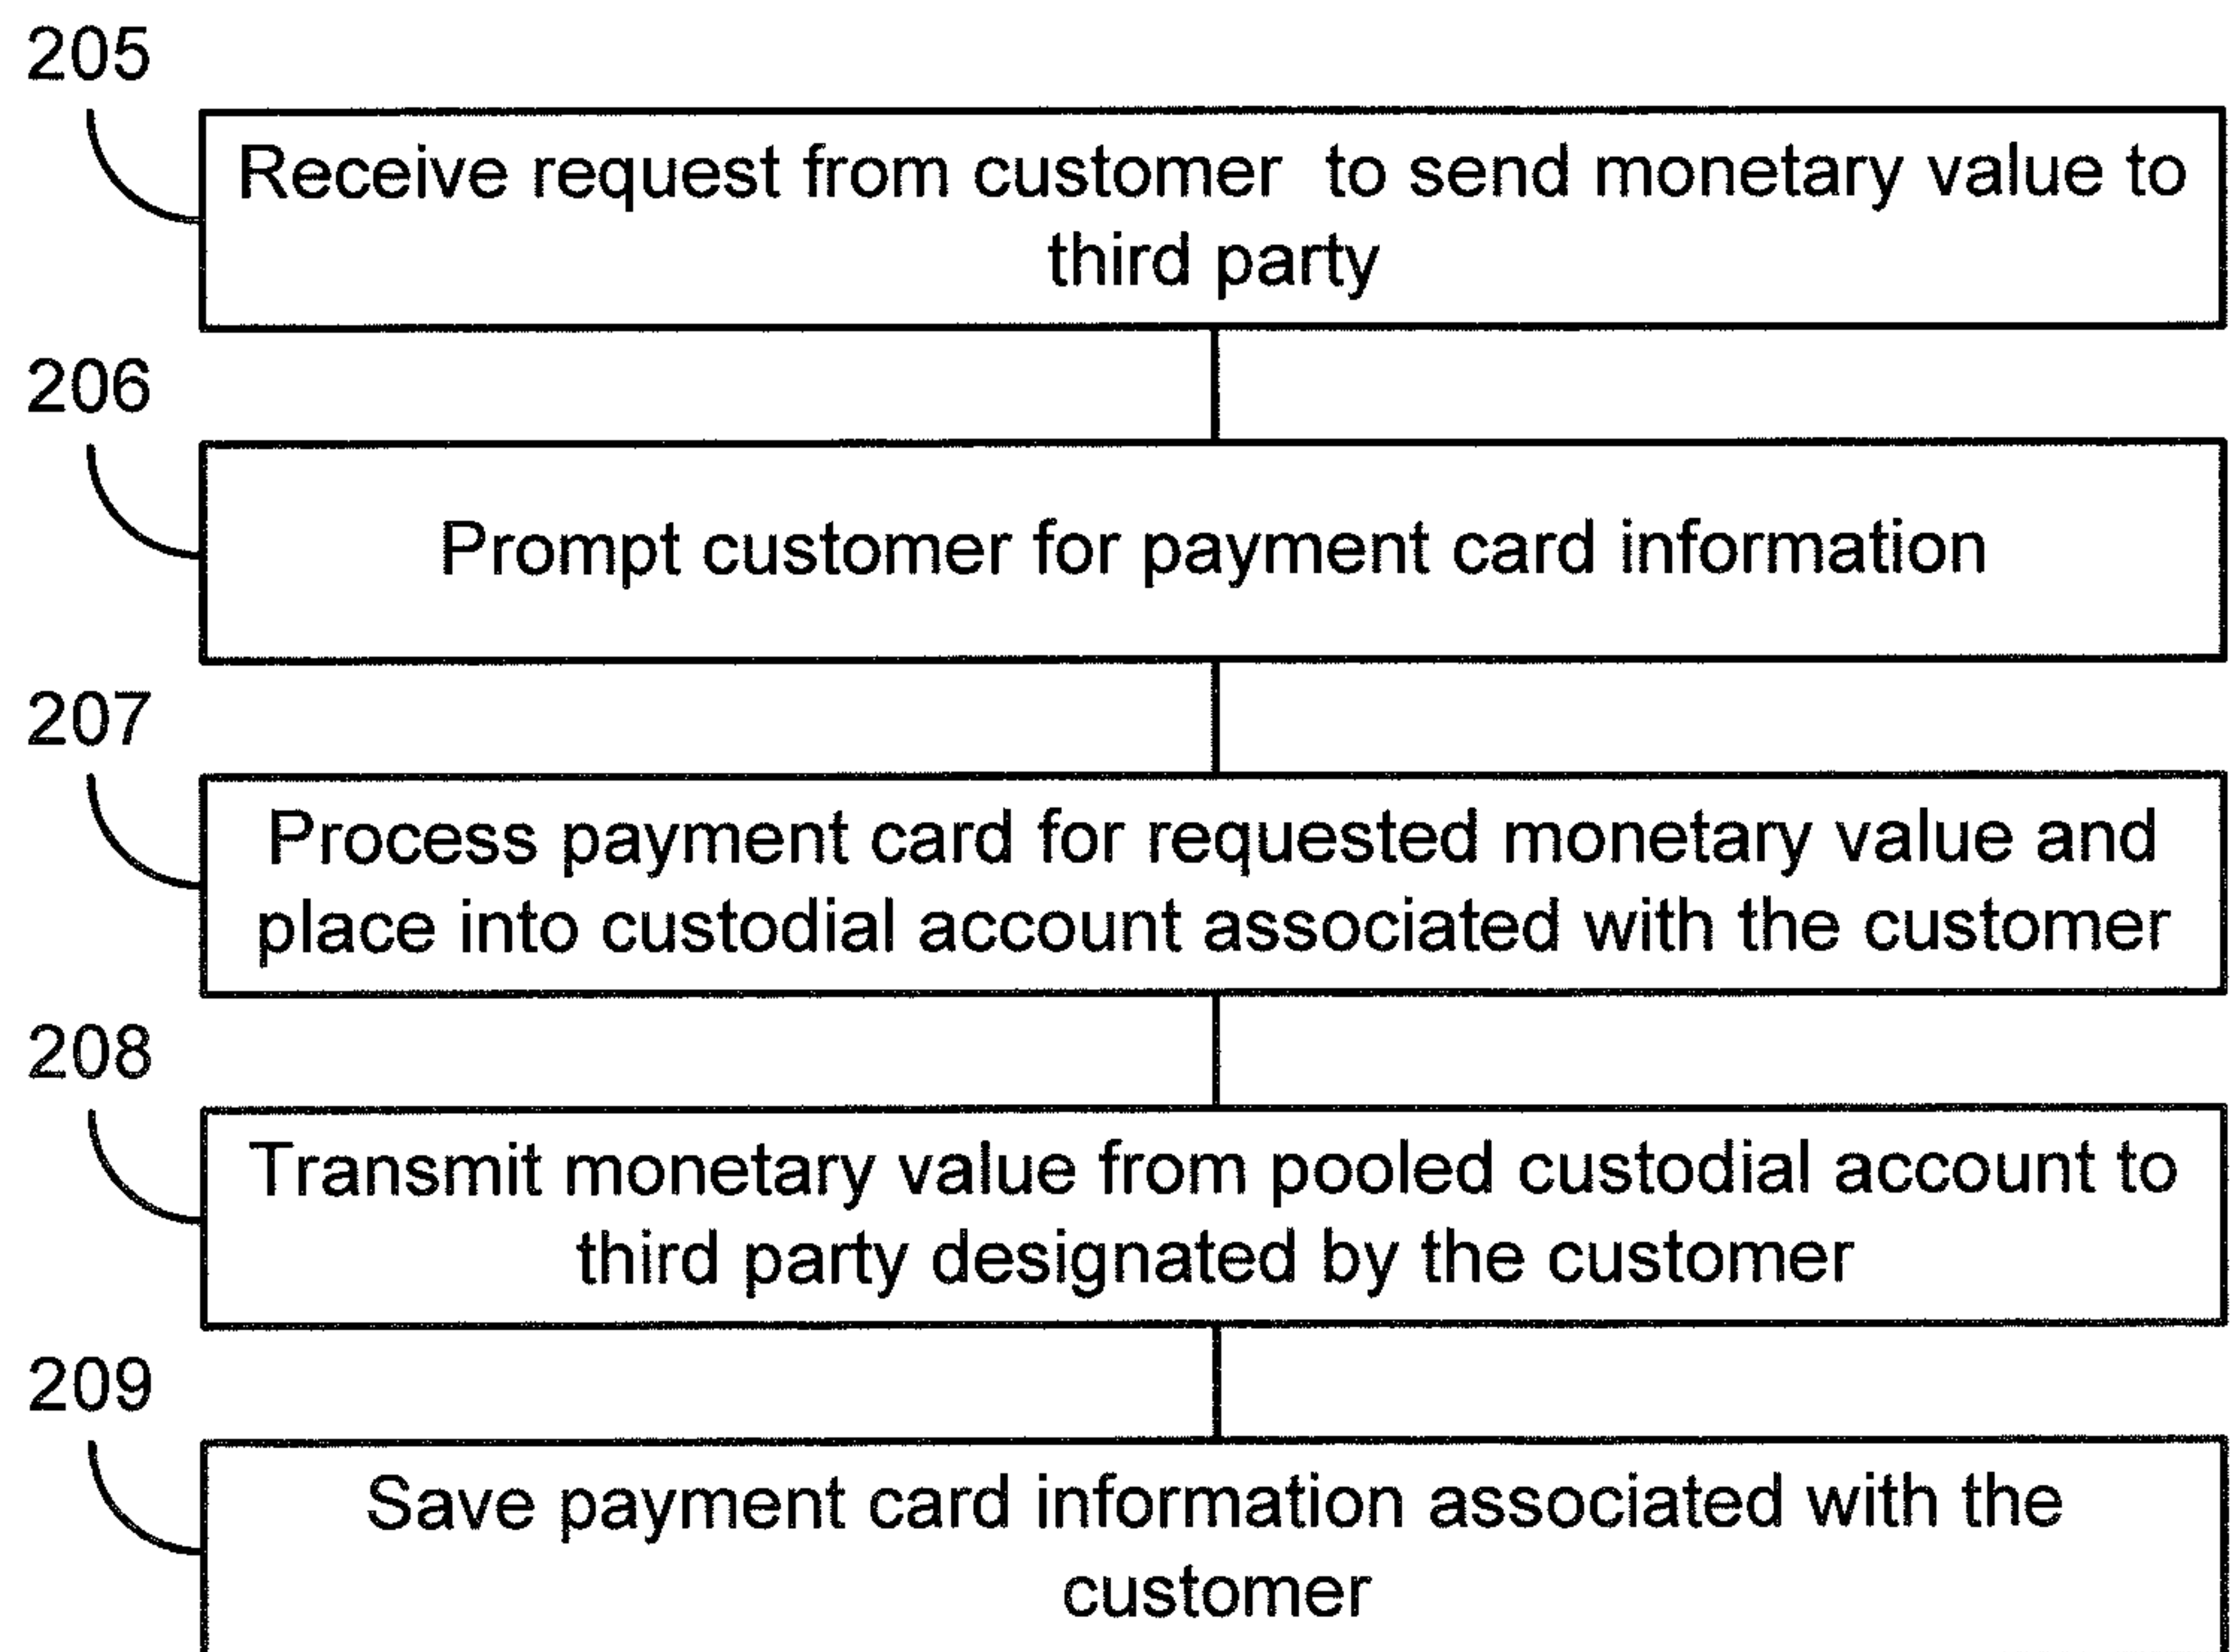 205
Receive request from customer to send monetary value to
third party
206
Prompt customer for payment card information
207
Process payment card for requested monetary value and
place into custodial account associated with the customer
208
Transmit monetary value from pooled custodial account to
third party designated by the customer
209
Save payment card information associated with the
customer